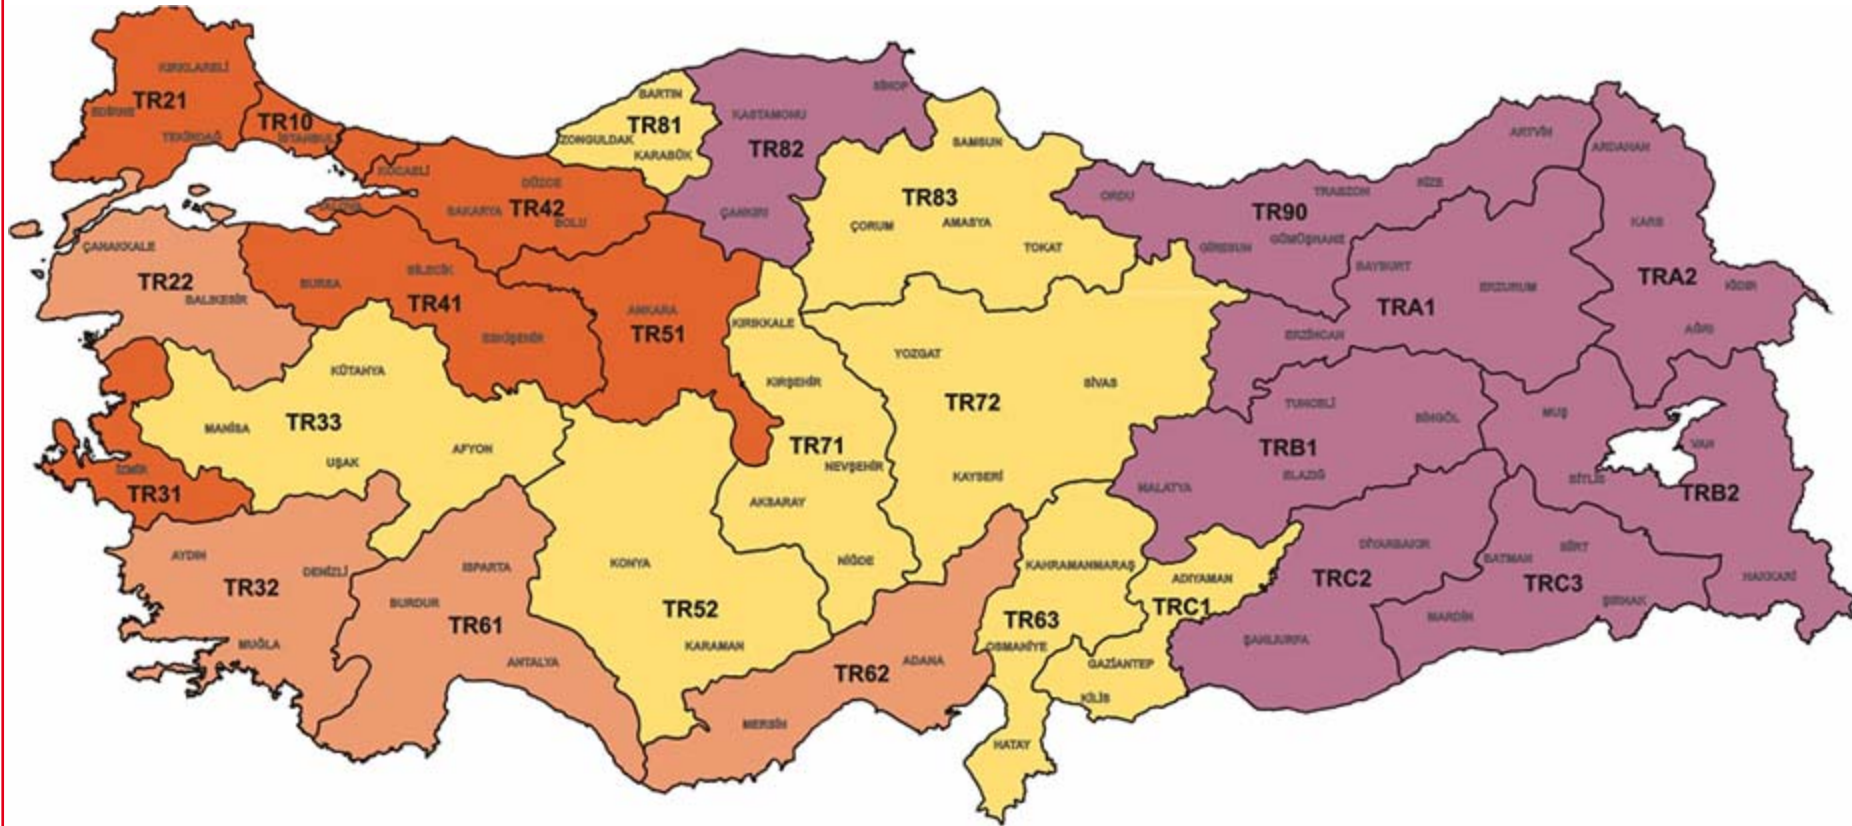 KIRKLARELİ
TR21
EDİRNE
TEKİRDAĞ
TR10
İSTANBUL
KOCAELİ
YALOVA
DÜZCE
SAKARYA
TR42
BOLU
BARTIN
TR81
ZONGULDAK
KARABÜK
KASTAMONU
SİNOP
TR82
ÇANKIRI
SAMSUN
TR83
ÇORUM
AMASYA
TOKAT
ORDU
TRABZON
RİZE
ARTVİN
TR90
GİRESUN
GÜMÜŞHANE
ARDAHAN
KARS
TRA2
IĞDIR
AĞRI
BAYBURT
ERZURUM
TRA1
ERZİNCAN
ÇANAKKALE
TR22
BALIKESİR
BURSA
BİLECİK
TR41
ESKİŞEHİR
ANKARA
TR51
KIRIKKALE
KIRŞEHİR
TR71
NEVŞEHİR
AKSARAY
NİĞDE
YOZGAT
SİVAS
TR72
KAYSERİ
TUNCELİ
BİNGÖL
TRB1
ELAZIĞ
MALATYA
MUŞ
VAN
BİTLİS
TRB2
HAKKARİ
KÜTAHYA
MANİSA
TR33
UŞAK
AFYON
İZMİR
TR31
AYDIN
DENİZLİ
TR32
MUĞLA
ISPARTA
BURDUR
TR61
ANTALYA
KONYA
TR52
KARAMAN
TR62
ADANA
MERSİN
KAHRAMANMARAŞ
TR63
OSMANİYE
HATAY
ADIYAMAN
TRC1
GAZİANTEP
KİLİS
DİYARBAKIR
TRC2
ŞANLIURFA
BATMAN
SİİRT
TRC3
MARDİN
ŞIRNAK